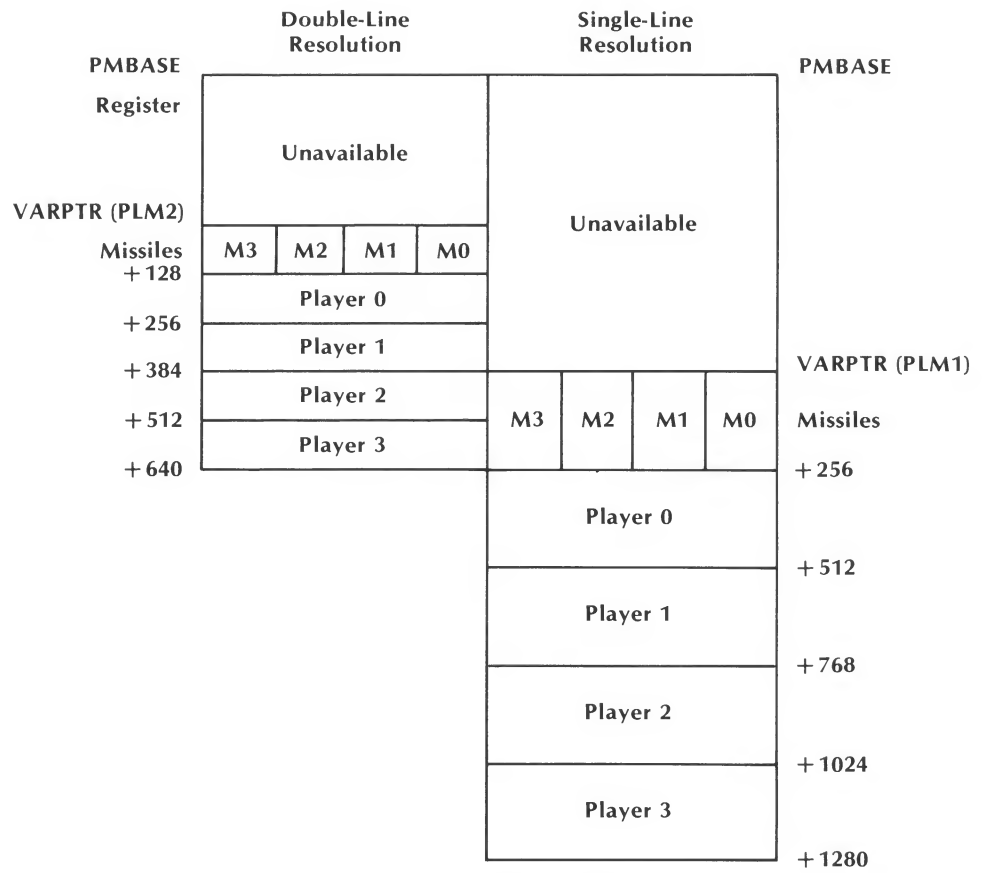 Double-Line
Resolution
Single-Line
Resolution
PMBASE
Register
PMBASE
Unavailable
Unavailable
VARPTR (PLM2)
Missiles
M3 M2 M1 M0
+128
Player 0
+256
Player 1
+384
Player 2
+512
Player 3
+640
VARPTR (PLM1)
M3 M2 M1 M0
Missiles
+256
Player 0
+512
Player 1
+768
Player 2
+1024
Player 3
+1280